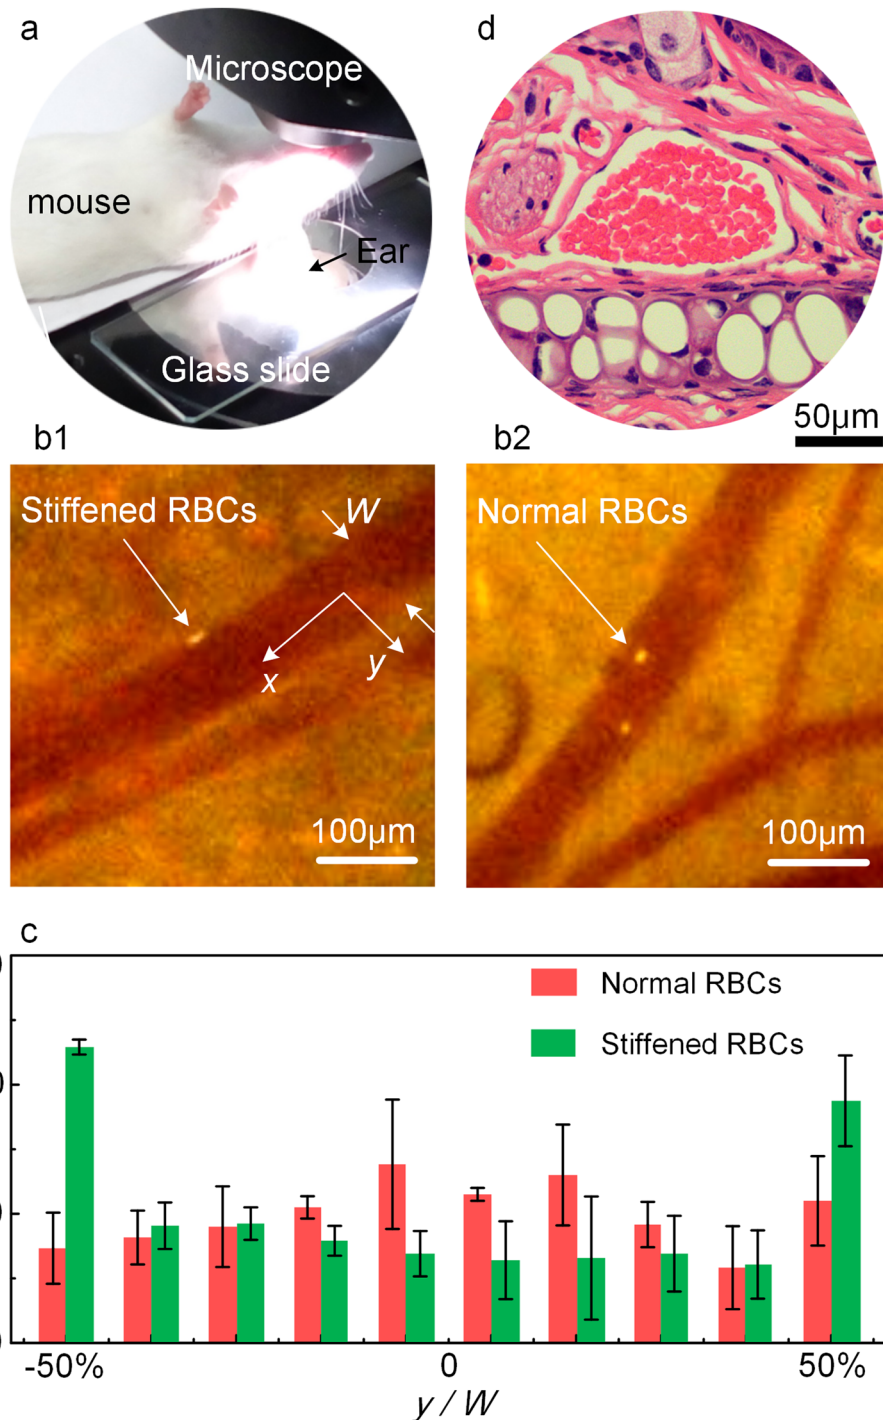 a
Microscope
mouse
Ear
Glass slide
d
50μm
b1
Stiffened RBCs
W
x
y
100μm
b2
Normal RBCs
100μm
c
Normal RBCs
Stiffened RBCs
-50%
0
50%
y / W